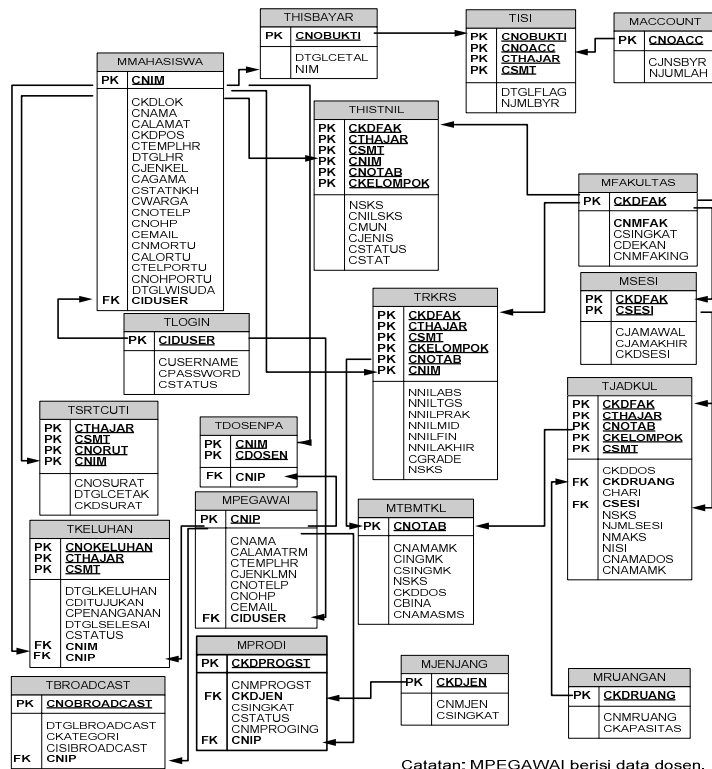 THISBAYAR
PK CNOBUKTI
DTGLCETAL
NIM
TISI
PK CNOBUKTI
PK CNOACC
PK CTHAJAR
PK CSMT
DTGLFLAG
NJMLBYR
MACCOUNT
PK CNOACC
CJNSBYR
NJUMLAH
MMAHASISWA
PK CNIM
CKDLOK
CNAMA
CALAMAT
CKDPOS
CTEMPLHR
DTGLHR
CJENKEL
CAGAMA
CSTATNKH
CWARGA
CNOTELP
CNOHP
CEMAIL
CNMORTU
CALORTU
CTELPORTU
CNOHPORTU
DTGLWISUDA
FK CIDUSER
THISTNIL
PK CKDFAK
PK CTHAJAR
PK CSMT
PK CNIM
PK CNOTAB
PK CKELOMPOK
NSKS
CNILSKS
CMUN
CJENIS
CSTATUS
CSTAT
MFAKULTAS
PK CKDFAK
CNMFAK
CSINGKAT
CDEKAN
CNMFAKING
MSESI
PK CKDFAK
PK CSESI
CJAMAWAL
CJAMAKHIR
CKDSESI
TRKRS
PK CKDFAK
PK CTHAJAR
PK CSMT
PK CKELOMPOK
PK CNOTAB
PK CNIM
NNILABS
NNILTGS
NNILPRAK
NNILMID
NNILFIN
NNILAKHIR
CGRADE
NSKS
TLOGIN
PK CIDUSER
CUSERNAME
CPASSWORD
CSTATUS
TJADKUL
PK CKDFAK
PK CTHAJAR
PK CNOTAB
PK CKELOMPOK
PK CSMT
CKDDOS
FK CKDRUANG
CHARI
FK CSESI
NSKS
NJMLSESI
NMAKS
NISI
CNAMADOS
CNAMAMK
TSRTCUTI
PK CTHAJAR
PK CSMT
PK CNORUT
PK CNIM
CNOSURAT
DTGLCETAK
CKDSURAT
TDOSENPA
PK CNIM
PK CDOSEN
FK CNIP
MPEGAWAI
PK CNIP
CNAMA
CALAMATRM
CTEMPLHR
CJENKLMN
CNOTELP
CNOHP
CEMAIL
FK CIDUSER
MTBMTKL
PK CNOTAB
CNAMAMK
CINGMK
CSINGMK
NSKS
CKDDOS
CBINA
CNAMASMS
TKELUHAN
PK CNOKELUHAN
PK CTHAJAR
PK CSMT
DTGLKELUHAN
CDITUJUKAN
CPENANGANAN
DTGLSELESAI
CSTATUS
FK CNIM
FK CNIP
MPRODI
PK CKDPROGST
CNMPROGST
FK CKDJEN
CSINGKAT
CSTATUS
CNMPROGING
FK CNIP
MJENJANG
PK CKDJEN
CNMJEN
CSINGKAT
MRUANGAN
PK CKDRUANG
CNMRUANG
CKAPASITAS
TBROADCAST
PK CNOBROADCAST
DTGLBROADCAST
CKATEGORI
CISIBROADCAST
FK CNIP
Catatan: MPEGAWAI berisi data dosen.